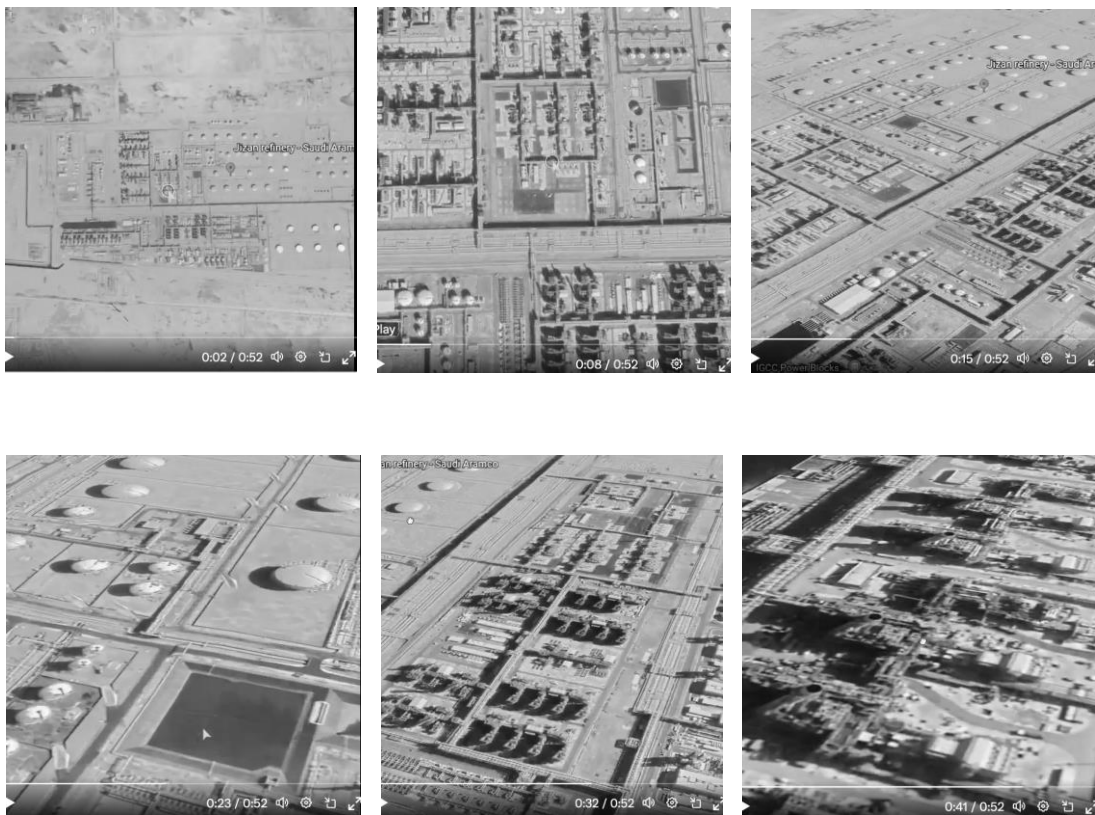 Jizan refinery - Saudi Aramco
0:02 / 0:52
Play
0:08 / 0:52
Jizan refinery - Saudi Ar
IGCC Power Blocks
0:15 / 0:52
0:23 / 0:52
zan refinery - Saudi Aramco
0:32 / 0:52
0:41 / 0:52